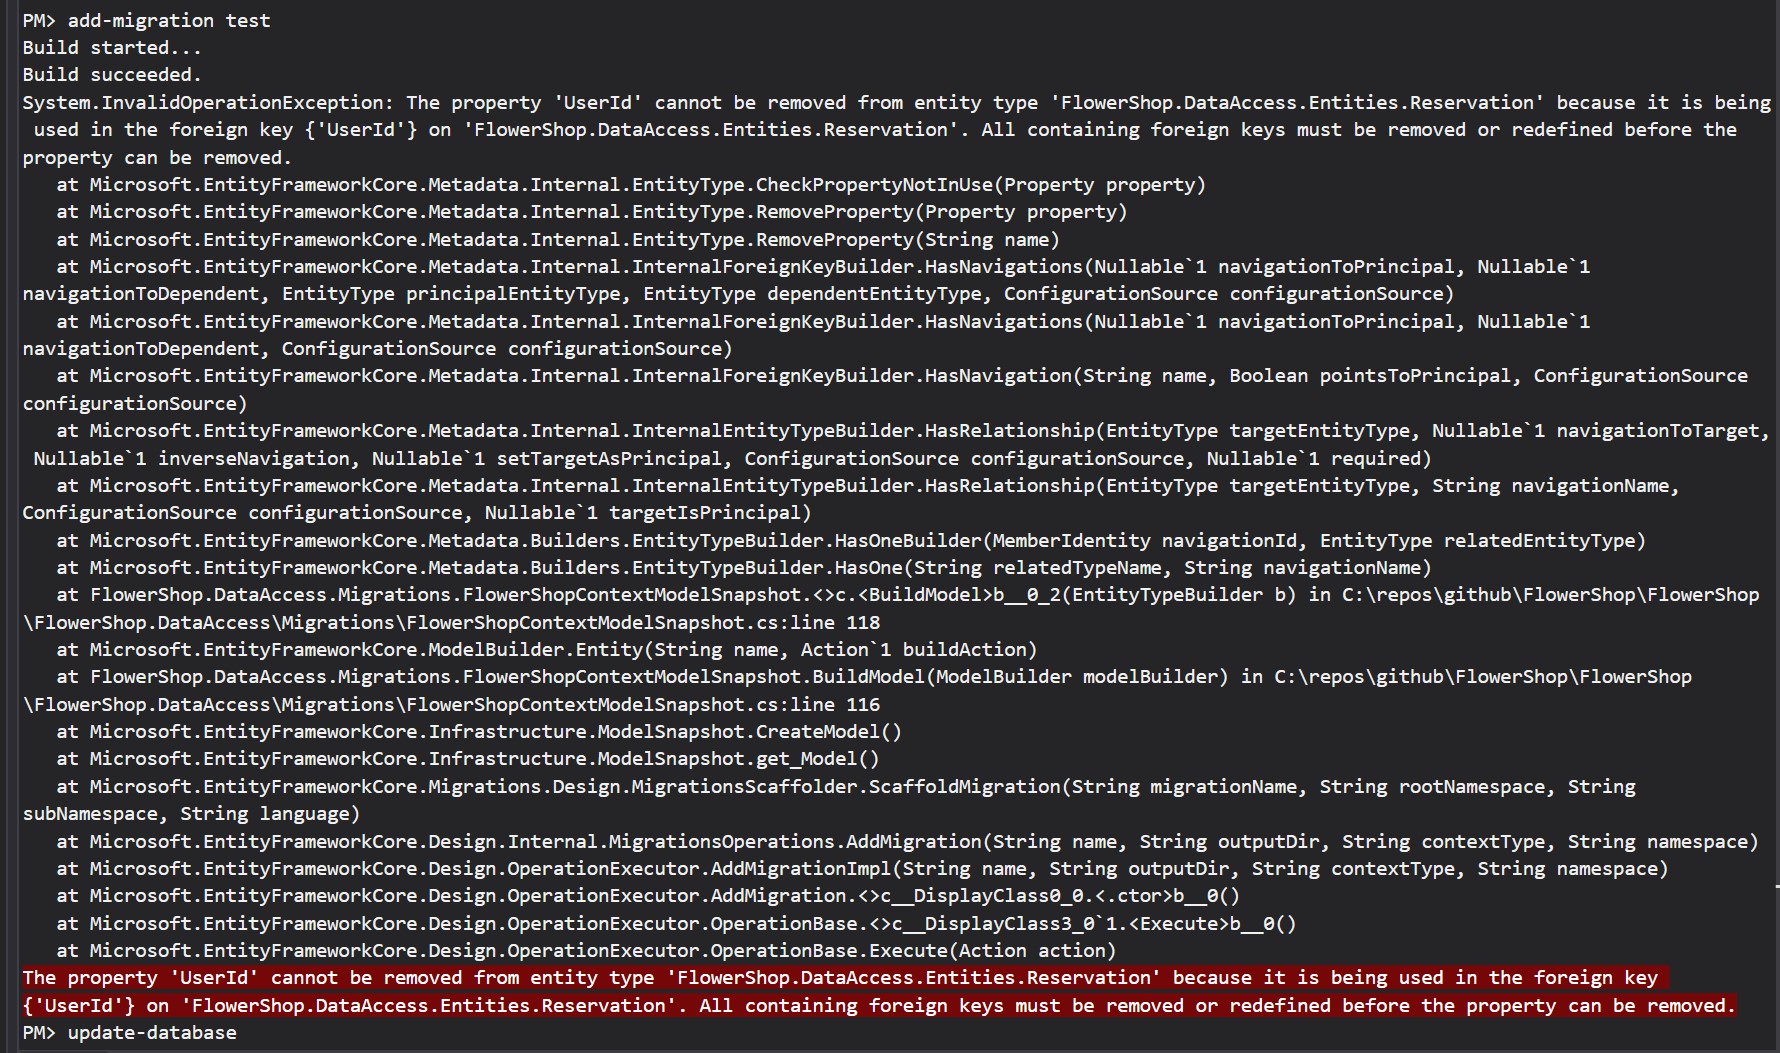 PM> add-migration test
Build started...
Build succeeded.
System.InvalidOperationException: The property 'UserId' cannot be removed from entity type 'FlowerShop.DataAccess.Entities.Reservation' because it is being
 used in the foreign key {'UserId'} on 'FlowerShop.DataAccess.Entities.Reservation'. All containing foreign keys must be removed or redefined before the
property can be removed.
   at Microsoft.EntityFrameworkCore.Metadata.Internal.EntityType.CheckPropertyNotInUse(Property property)
   at Microsoft.EntityFrameworkCore.Metadata.Internal.EntityType.RemoveProperty(Property property)
   at Microsoft.EntityFrameworkCore.Metadata.Internal.EntityType.RemoveProperty(String name)
   at Microsoft.EntityFrameworkCore.Metadata.Internal.InternalForeignKeyBuilder.HasNavigations(Nullable`1 navigationToPrincipal, Nullable`1
navigationToDependent, EntityType principalEntityType, EntityType dependentEntityType, ConfigurationSource configurationSource)
   at Microsoft.EntityFrameworkCore.Metadata.Internal.InternalForeignKeyBuilder.HasNavigations(Nullable`1 navigationToPrincipal, Nullable`1
navigationToDependent, ConfigurationSource configurationSource)
   at Microsoft.EntityFrameworkCore.Metadata.Internal.InternalForeignKeyBuilder.HasNavigation(String name, Boolean pointsToPrincipal, ConfigurationSource
configurationSource)
   at Microsoft.EntityFrameworkCore.Metadata.Internal.InternalEntityTypeBuilder.HasRelationship(EntityType targetEntityType, Nullable`1 navigationToTarget,
 Nullable`1 inverseNavigation, Nullable`1 setTargetAsPrincipal, ConfigurationSource configurationSource, Nullable`1 required)
   at Microsoft.EntityFrameworkCore.Metadata.Internal.InternalEntityTypeBuilder.HasRelationship(EntityType targetEntityType, String navigationName,
ConfigurationSource configurationSource, Nullable`1 targetIsPrincipal)
   at Microsoft.EntityFrameworkCore.Metadata.Builders.EntityTypeBuilder.HasOneBuilder(MemberIdentity navigationId, EntityType relatedEntityType)
   at Microsoft.EntityFrameworkCore.Metadata.Builders.EntityTypeBuilder.HasOne(String relatedTypeName, String navigationName)
   at FlowerShop.DataAccess.Migrations.FlowerShopContextModelSnapshot.<>c.<BuildModel>b__0_2(EntityTypeBuilder b) in C:\repos\github\FlowerShop\FlowerShop
\FlowerShop.DataAccess\Migrations\FlowerShopContextModelSnapshot.cs:line 118
   at Microsoft.EntityFrameworkCore.ModelBuilder.Entity(String name, Action`1 buildAction)
   at FlowerShop.DataAccess.Migrations.FlowerShopContextModelSnapshot.BuildModel(ModelBuilder modelBuilder) in C:\repos\github\FlowerShop\FlowerShop
\FlowerShop.DataAccess\Migrations\FlowerShopContextModelSnapshot.cs:line 116
   at Microsoft.EntityFrameworkCore.Infrastructure.ModelSnapshot.CreateModel()
   at Microsoft.EntityFrameworkCore.Infrastructure.ModelSnapshot.get_Model()
   at Microsoft.EntityFrameworkCore.Migrations.Design.MigrationsScaffolder.ScaffoldMigration(String migrationName, String rootNamespace, String
subNamespace, String language)
   at Microsoft.EntityFrameworkCore.Design.Internal.MigrationsOperations.AddMigration(String name, String outputDir, String contextType, String namespace)
   at Microsoft.EntityFrameworkCore.Design.OperationExecutor.AddMigrationImpl(String name, String outputDir, String contextType, String namespace)
   at Microsoft.EntityFrameworkCore.Design.OperationExecutor.AddMigration.<>c__DisplayClass0_0.<.ctor>b__0()
   at Microsoft.EntityFrameworkCore.Design.OperationExecutor.OperationBase.<>c__DisplayClass3_0`1.<Execute>b__0()
   at Microsoft.EntityFrameworkCore.Design.OperationExecutor.OperationBase.Execute(Action action)
The property 'UserId' cannot be removed from entity type 'FlowerShop.DataAccess.Entities.Reservation' because it is being used in the foreign key
{'UserId'} on 'FlowerShop.DataAccess.Entities.Reservation'. All containing foreign keys must be removed or redefined before the property can be removed.
PM> update-database